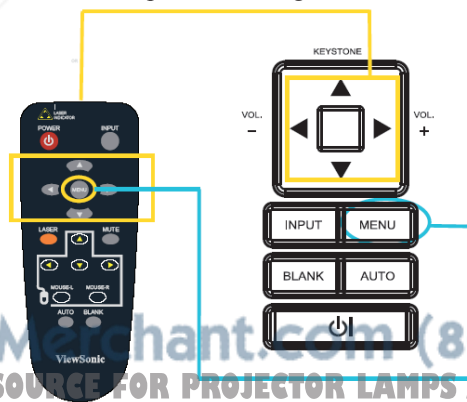 KEYSTONE
VOL.
–
VOL.
+
LASER
INDICATOR
POWER
INPUT
MENU
LASER
MUTE
MOUSE-L
MOUSE-R
AUTO
BLANK
ViewSonic
INPUT
MENU
BLANK
AUTO
Merchant.com (8
SOURCE FOR PROJECTOR LAMPS